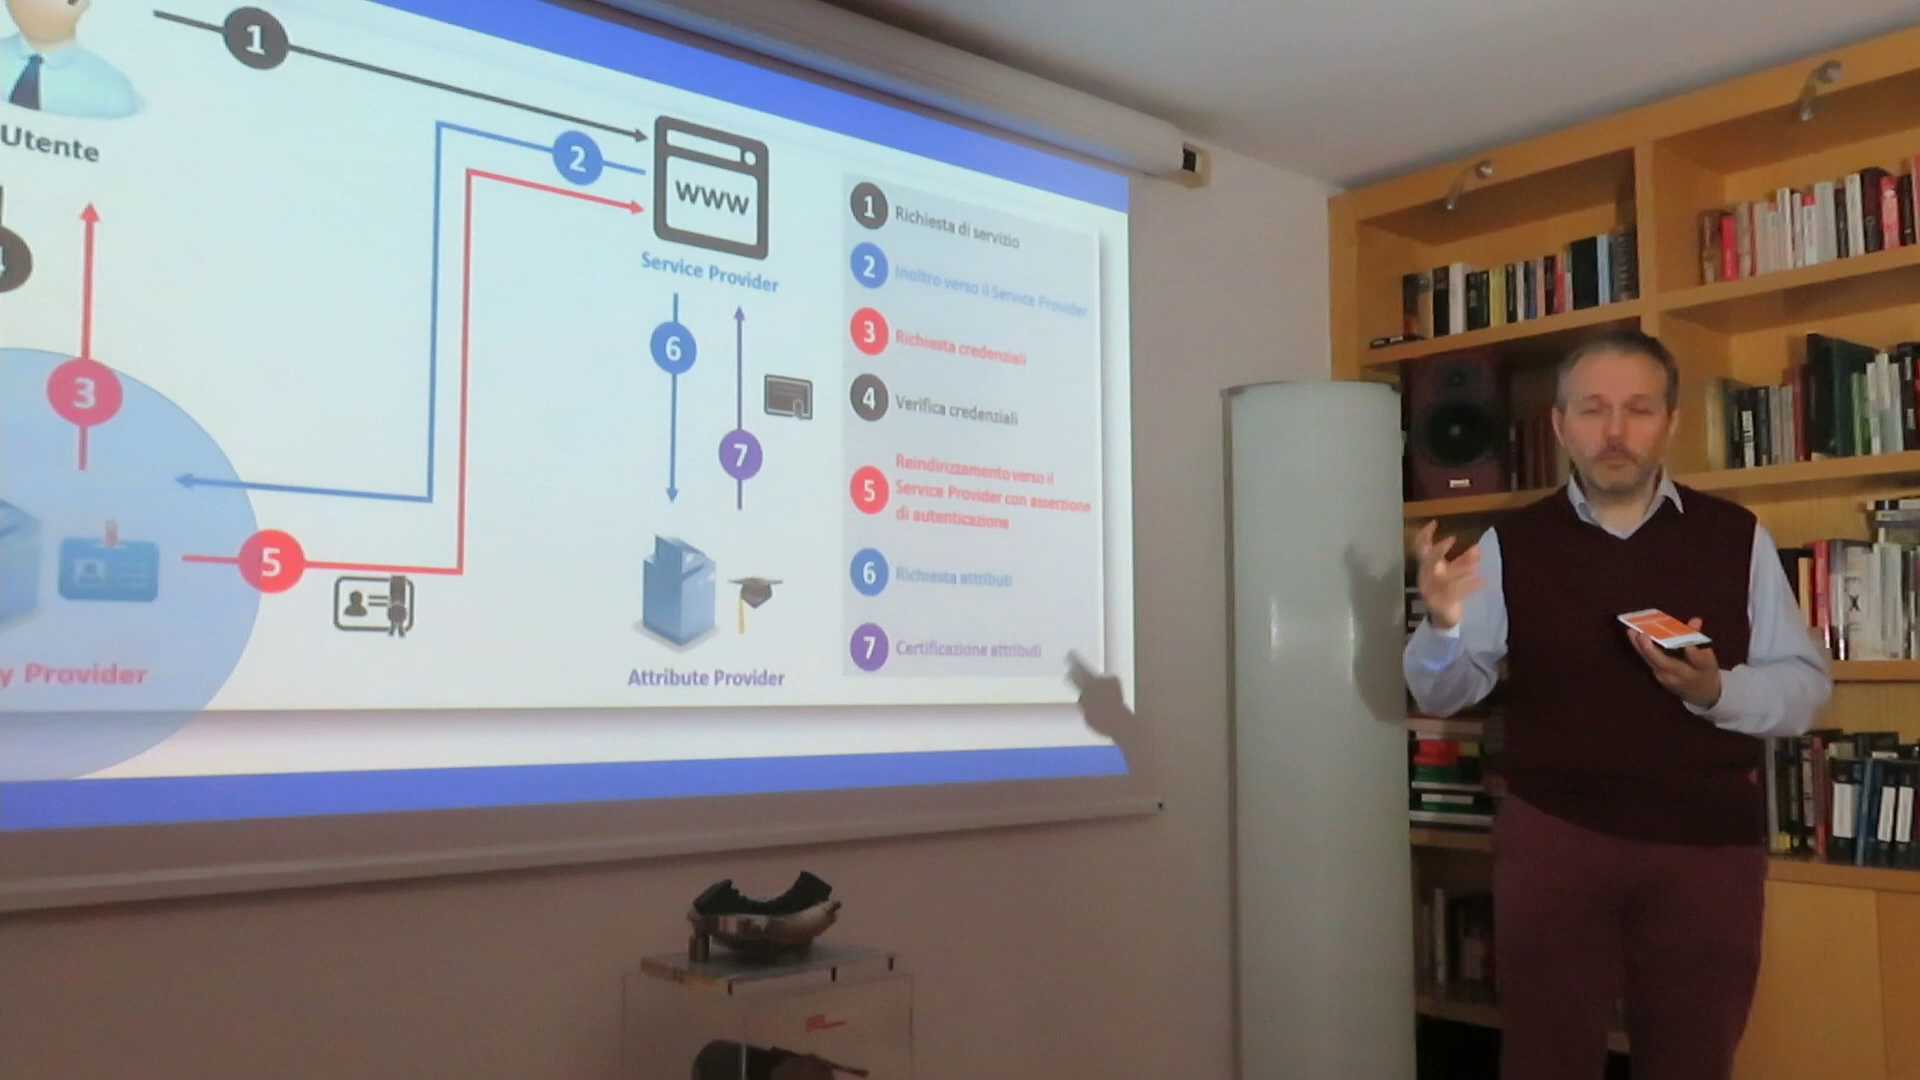 1
Utente
2
www
Service Provider
3
5
y Provider
6
7
Attribute Provider
1 Richiesta di servizio
2 Inoltro verso il Service Provider
3 Richiesta credenziali
4 Verifica credenziali
5 Reindirizzamento verso il
Service Provider con asserzione
di autenticazione
6 Richiesta attributi
7 Certificazione attributi